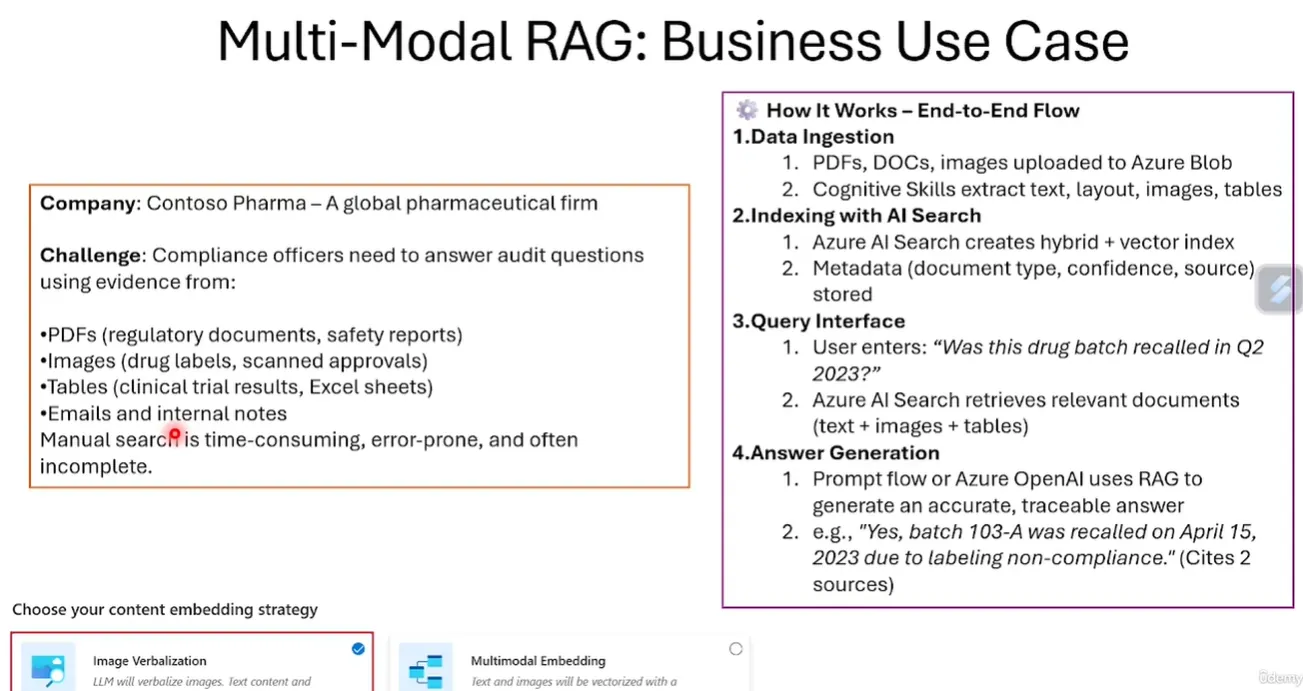 Multi-Modal RAG: Business Use Case
Company: Contoso Pharma – A global pharmaceutical firm
Challenge: Compliance officers need to answer audit questions
using evidence from:
•PDFs (regulatory documents, safety reports)
•Images (drug labels, scanned approvals)
•Tables (clinical trial results, Excel sheets)
•Emails and internal notes
Manual search is time-consuming, error-prone, and often
incomplete.
How It Works – End-to-End Flow
1.Data Ingestion
1. PDFs, DOCs, images uploaded to Azure Blob
2. Cognitive Skills extract text, layout, images, tables
2.Indexing with AI Search
1. Azure AI Search creates hybrid + vector index
2. Metadata (document type, confidence, source)
stored
3.Query Interface
1. User enters: “Was this drug batch recalled in Q2
2023?”
2. Azure AI Search retrieves relevant documents
(text + images + tables)
4.Answer Generation
1. Prompt flow or Azure OpenAI uses RAG to
generate an accurate, traceable answer
2. e.g., "Yes, batch 103-A was recalled on April 15,
2023 due to labeling non-compliance." (Cites 2
sources)
Choose your content embedding strategy
Image Verbalization
LLM will verbalize images. Text content and
Multimodal Embedding
Text and images will be vectorized with a
ûdemy